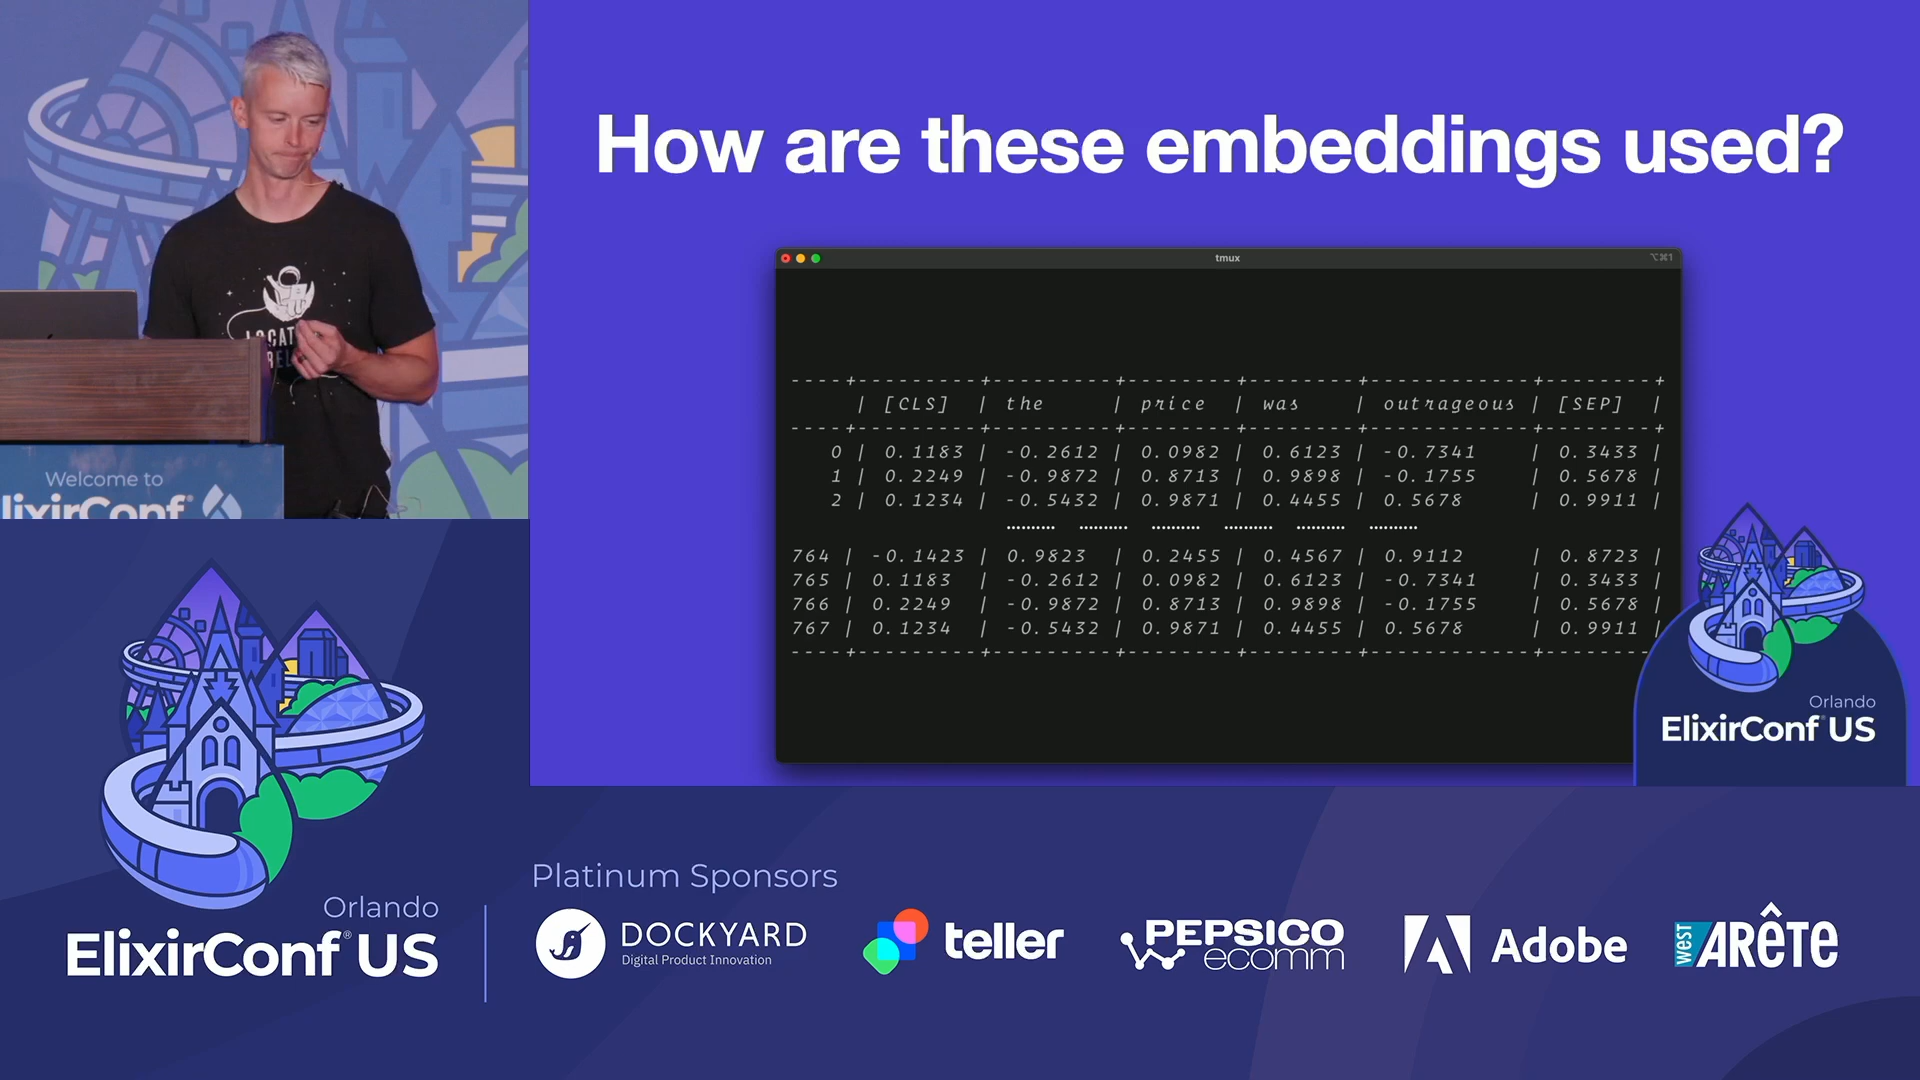 How are these embeddings used?
tmux
⌥⌘1
----+---------+---------+--------+--------+------------+--------+
| [CLS] | the | price | was | outrageous | [SEP] |
----+---------+---------+--------+--------+------------+--------+
0 | 0.1183 | -0.2612 | 0.0982 | 0.6123 | -0.7341 | 0.3433 |
1 | 0.2249 | -0.9872 | 0.8713 | 0.9898 | -0.1755 | 0.5678 |
2 | 0.1234 | -0.5432 | 0.9871 | 0.4455 | 0.5678 | 0.9911 |
.......... .......... .......... .......... .......... ..........
764 | -0.1423 | 0.9823 | 0.2455 | 0.4567 | 0.9112 | 0.8723 |
765 | 0.1183 | -0.2612 | 0.0982 | 0.6123 | -0.7341 | 0.3433 |
766 | 0.2249 | -0.9872 | 0.8713 | 0.9898 | -0.1755 | 0.5678 |
767 | 0.1234 | -0.5432 | 0.9871 | 0.4455 | 0.5678 | 0.9911 |
----+---------+---------+--------+--------+------------+--------
Orlando
ElixirConf® US
Welcome to
lixirConf®
Orlando
ElixirConf® US
Platinum Sponsors
DOCKYARD
Digital Product Innovation
teller
PEPSICO
ecomm
Adobe
west ARÊTE